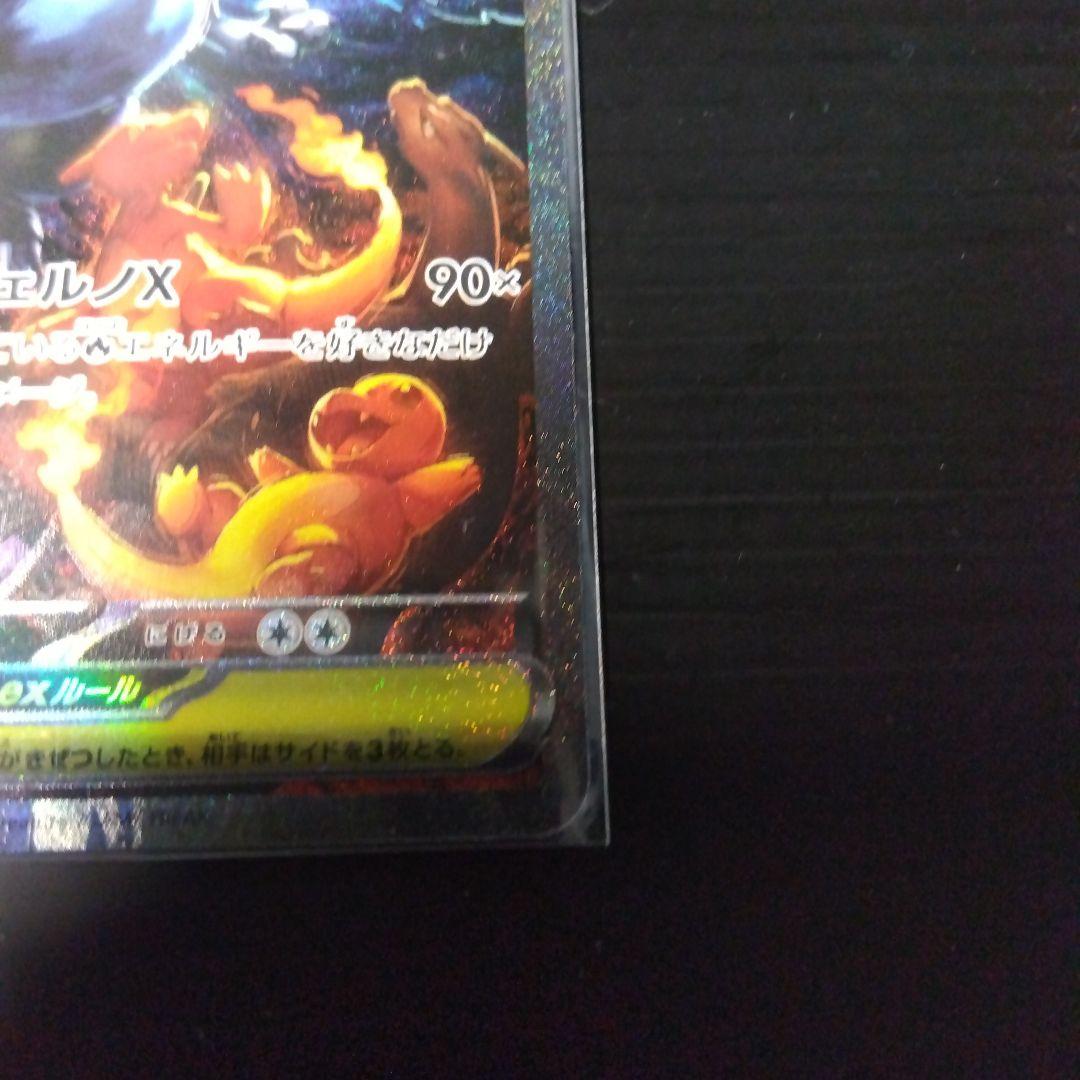 ェルノX 90×
ている エネルギーを好きなだけ
メージ。
にげる
exルール
がきぜつしたとき、相手はサイドを3枚とる。